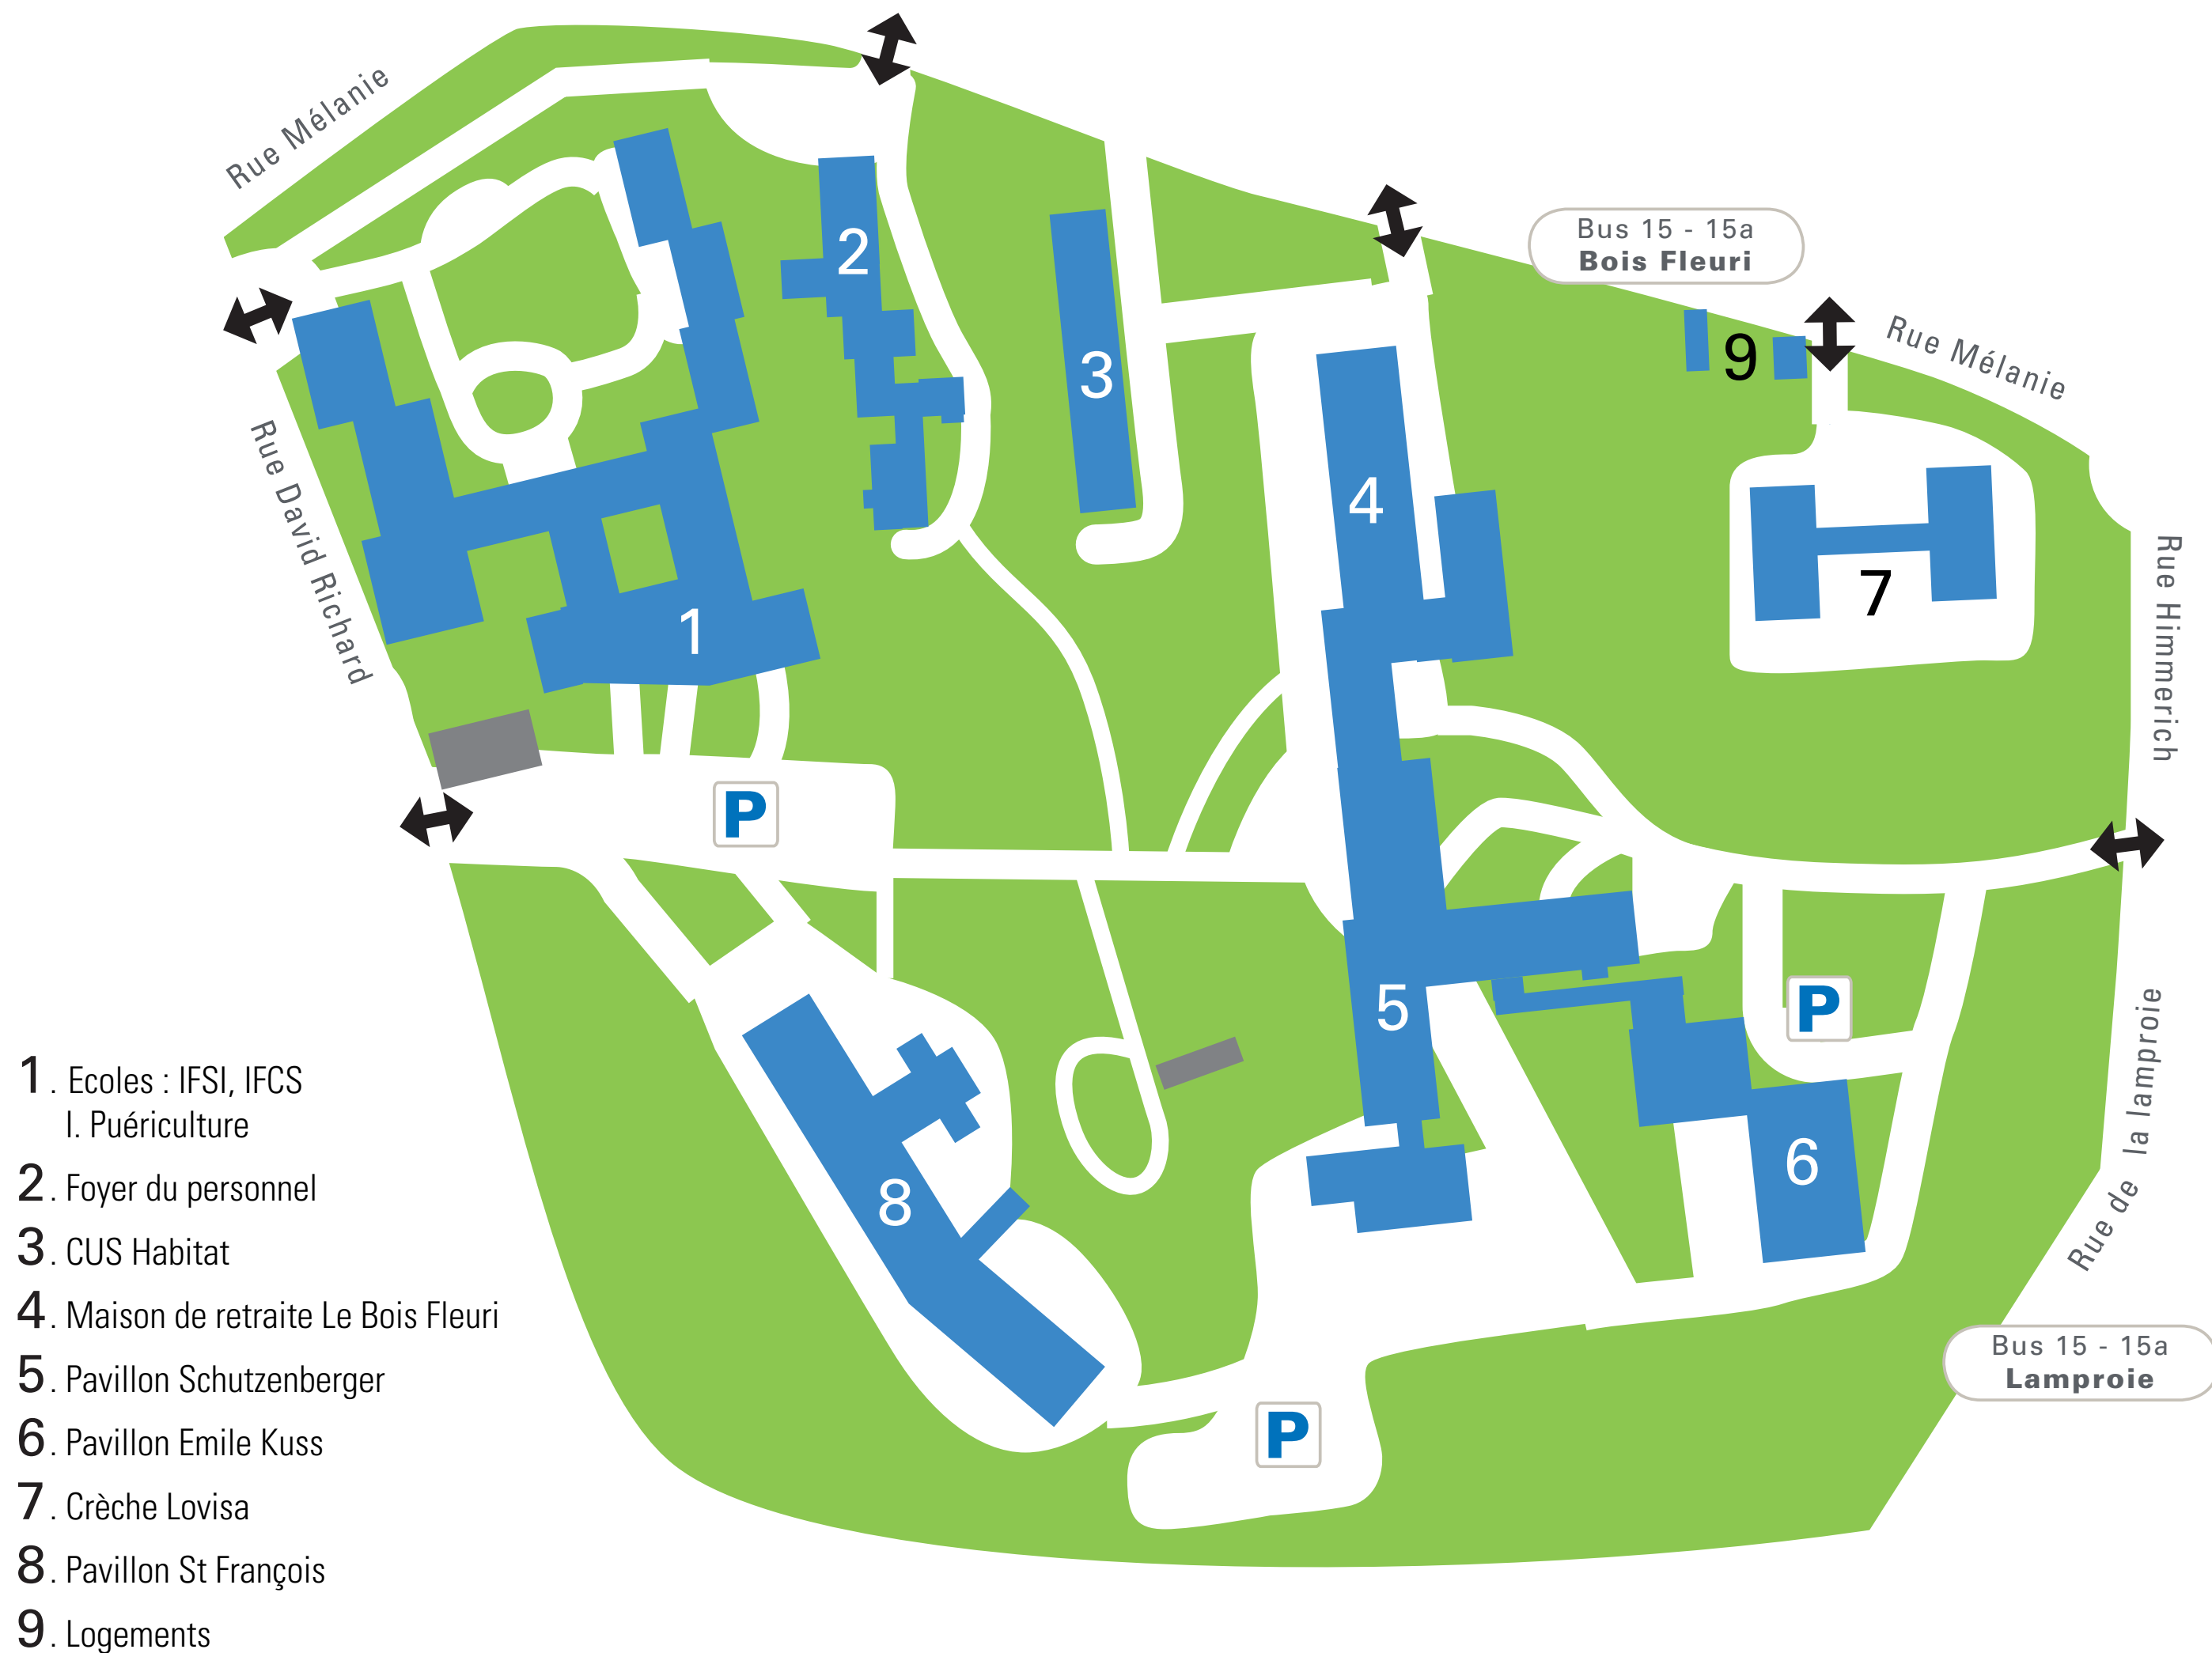 Rue Mélanie
Bus 15 - 15a
Bois Fleuri
Rue Mélanie
2
3
9
4
7
Rue David Richard
Rue Himmerich
1
P
5
P
Rue de la lamproie
6
8
Bus 15 - 15a
Lamproie
P
1. Ecoles : IFSI, IFCS
I. Puériculture
2. Foyer du personnel
3. CUS Habitat
4. Maison de retraite Le Bois Fleuri
5. Pavillon Schutzenberger
6. Pavillon Emile Kuss
7. Crèche Lovisa
8. Pavillon St François
9. Logements